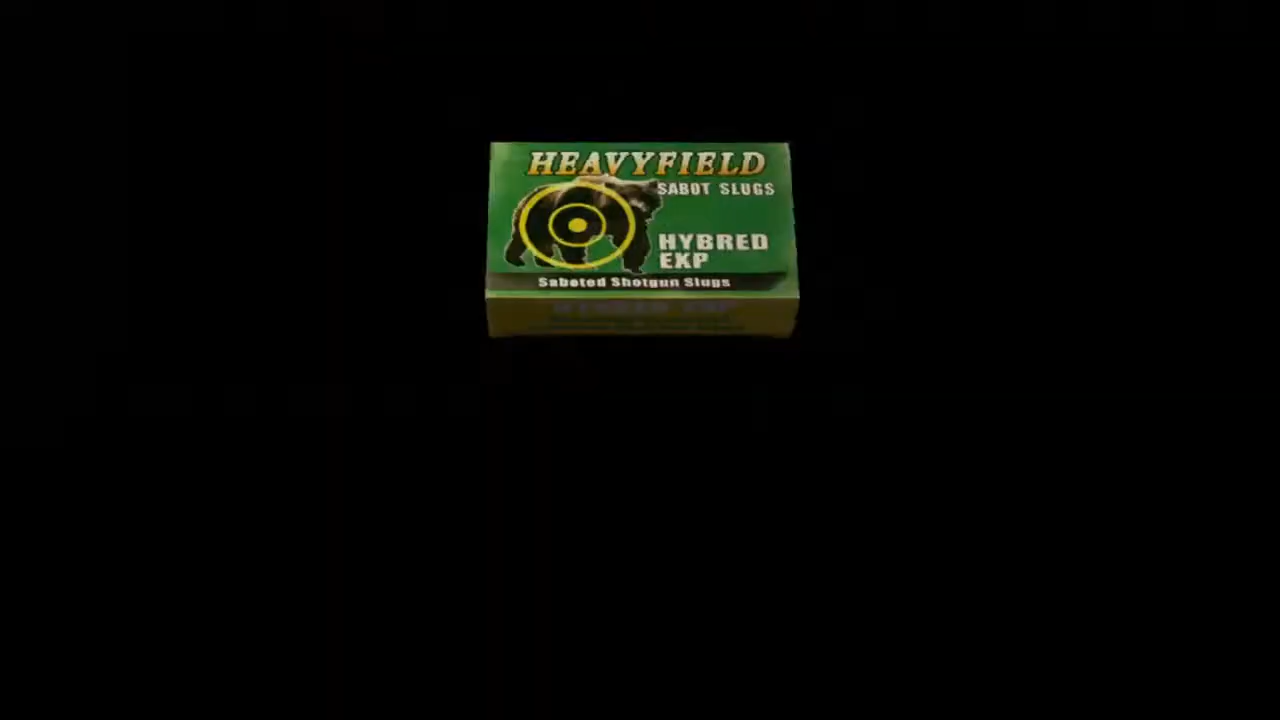 HEAVYFIELD
SABOT SLUGS
HYBRED
EXP
Saboted Shotgun Slugs